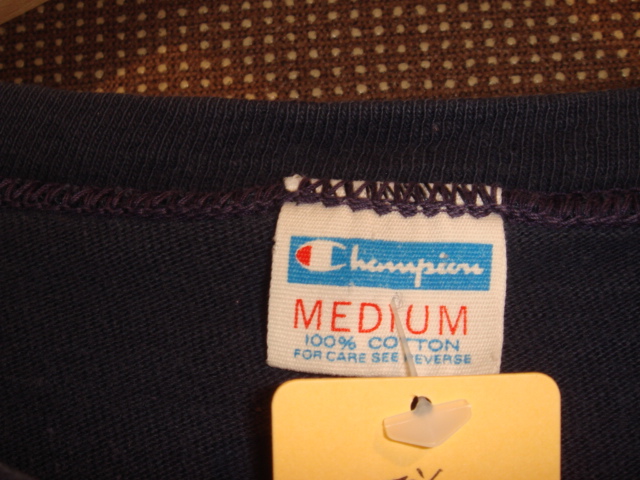 Champion
MEDIUM
100% COTTON
FOR CARE SEE REVERSE